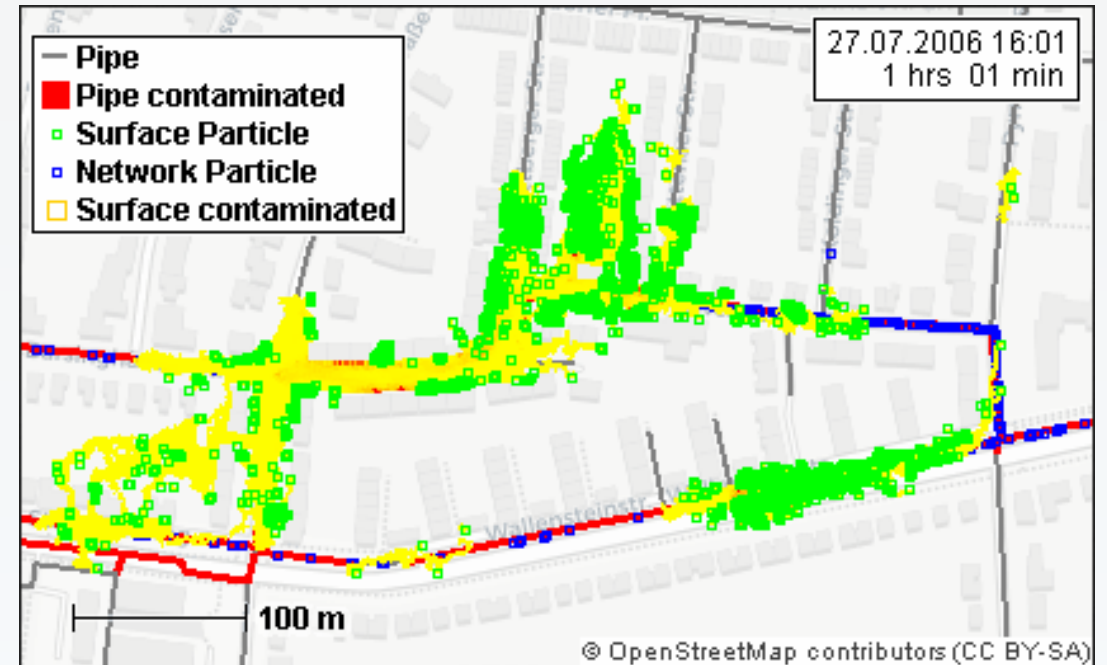 Pipe
Pipe contaminated
Surface Particle
Network Particle
Surface contaminated
27.07.2006 16:01
1 hrs 01 min
Wallensteinstr
100 m
© OpenStreetMap contributors (CC BY-SA)